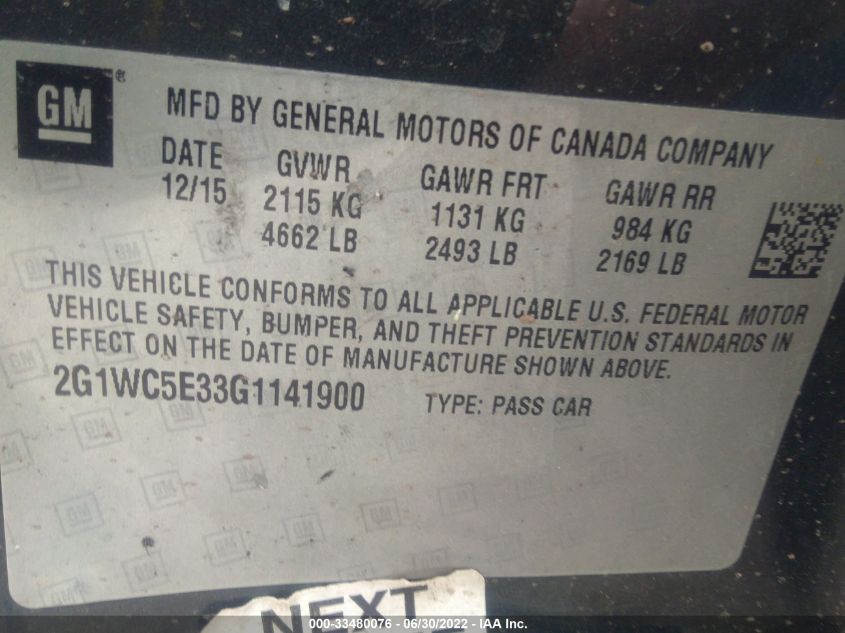 GM®
MFD BY GENERAL MOTORS OF CANADA COMPANY
DATE GVWR GAWR FRT GAWR RR
12/15 2115 KG 1131 KG 984 KG
4662 LB 2493 LB 2169 LB
THIS VEHICLE CONFORMS TO ALL APPLICABLE U.S. FEDERAL MOTOR
VEHICLE SAFETY, BUMPER, AND THEFT PREVENTION STANDARDS IN
EFFECT ON THE DATE OF MANUFACTURE SHOWN ABOVE.
2G1WC5E33G1141900 TYPE: PASS CAR
NEXT
000-33480076 - 06/30/2022 - IAA Inc.